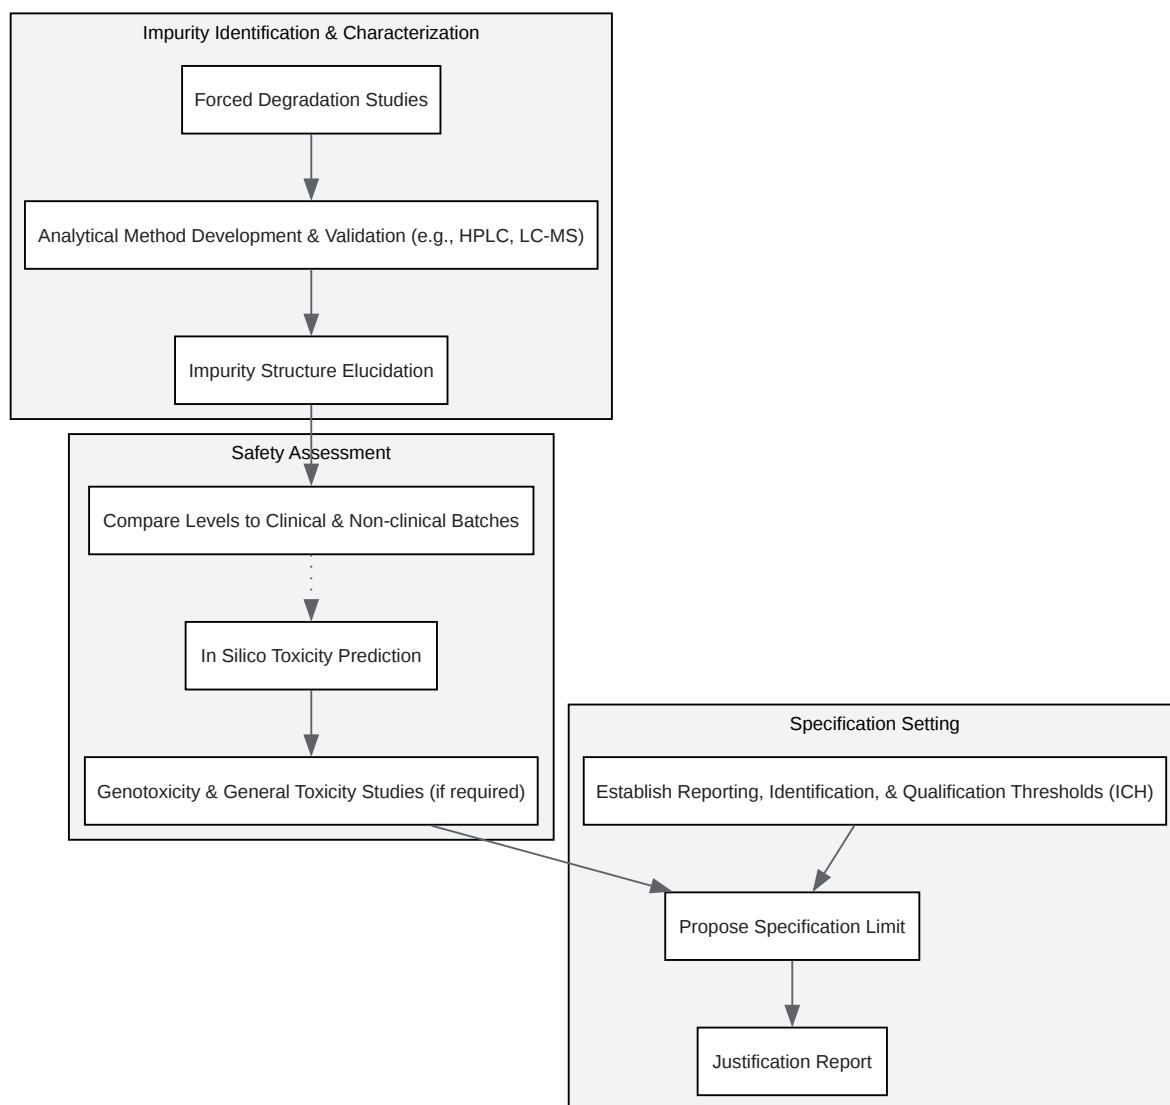 Impurity Identification & Characterization
Forced Degradation Studies
Analytical Method Development & Validation (e.g., HPLC, LC-MS)
Impurity Structure Elucidation
Safety Assessment
Compare Levels to Clinical & Non-clinical Batches
In Silico Toxicity Prediction
Genotoxicity & General Toxicity Studies (if required)
Specification Setting
Establish Reporting, Identification, & Qualification Thresholds (ICH)
Propose Specification Limit
Justification Report